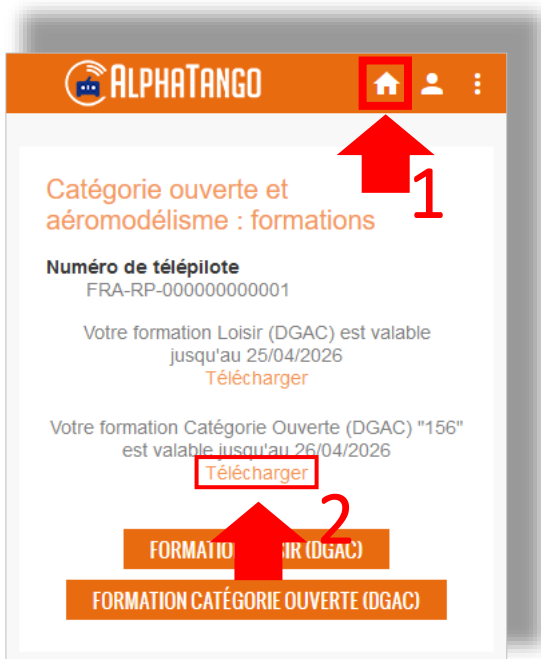 ALPHATANGO
1
Catégorie ouverte et
aéromodélisme : formations
Numéro de télépilote
FRA-RP-000000000001
Votre formation Loisir (DGAC) est valable
jusqu'au 25/04/2026
Télécharger
Votre formation Catégorie Ouverte (DGAC) "156"
est valable jusqu'au 26/04/2026
Télécharger
2
FORMATIO IR (DGAC)
FORMATION CATÉGORIE OUVERTE (DGAC)